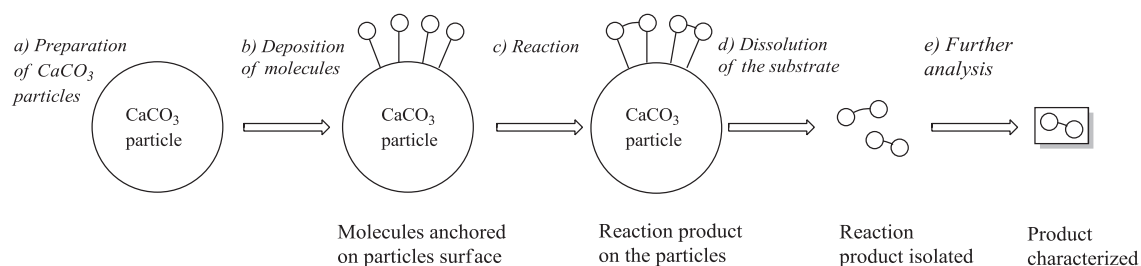 a) Preparation
of CaCO3
particles
b) Deposition
of molecules
c) Reaction
d) Dissolution
of the substrate
e) Further
analysis
CaCO3
particle
CaCO3
particle
CaCO3
particle
Molecules anchored
on particles surface
Reaction product
on the particles
Reaction
product isolated
Product
characterized